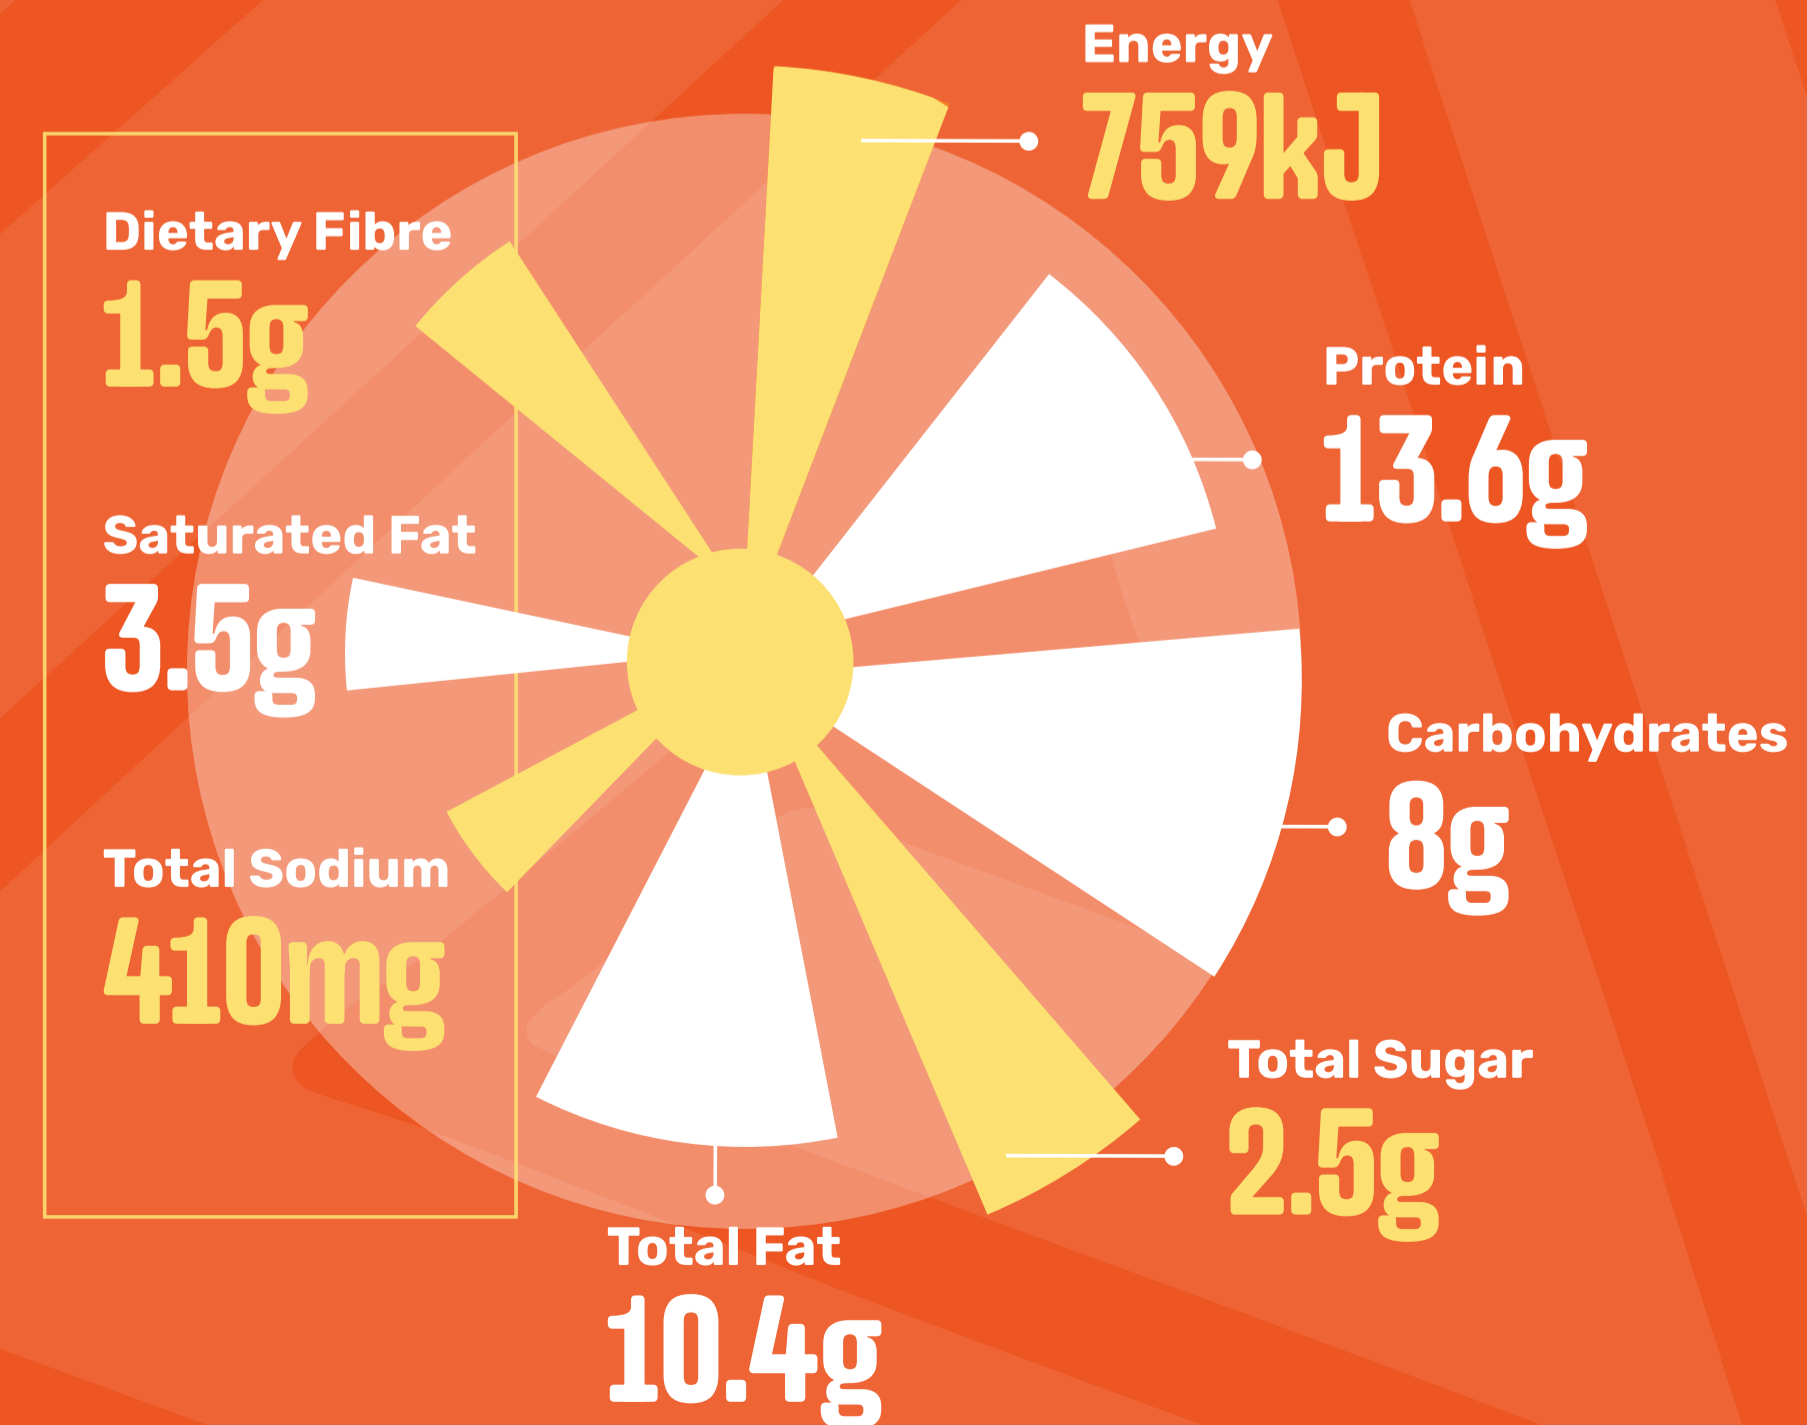 Energy
759kJ
Dietary Fibre
1.5g
Protein
13.6g
Saturated Fat
3.5g
Carbohydrates
8g
Total Sodium
410mg
Total Sugar
2.5g
Total Fat
10.4g